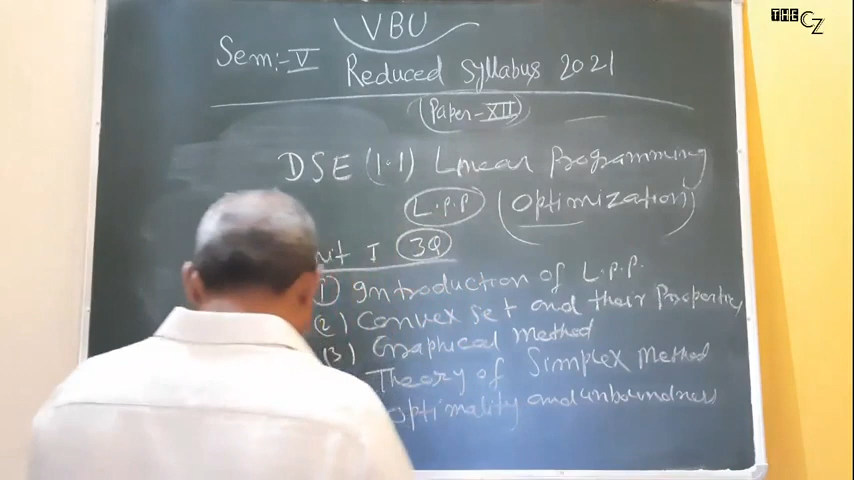 THE CZ
VBU
Sem:- V Reduced Syllabus 2021
(Paper-XII)
DSE (1.1) Linear Programming
L.P.P (Optimization)
nit I 3Q
1) Introduction of L.P.P.
(2) Convex set and their Properties
(3) Graphical method
Theory of Simplex Method
Optimality and unboundness